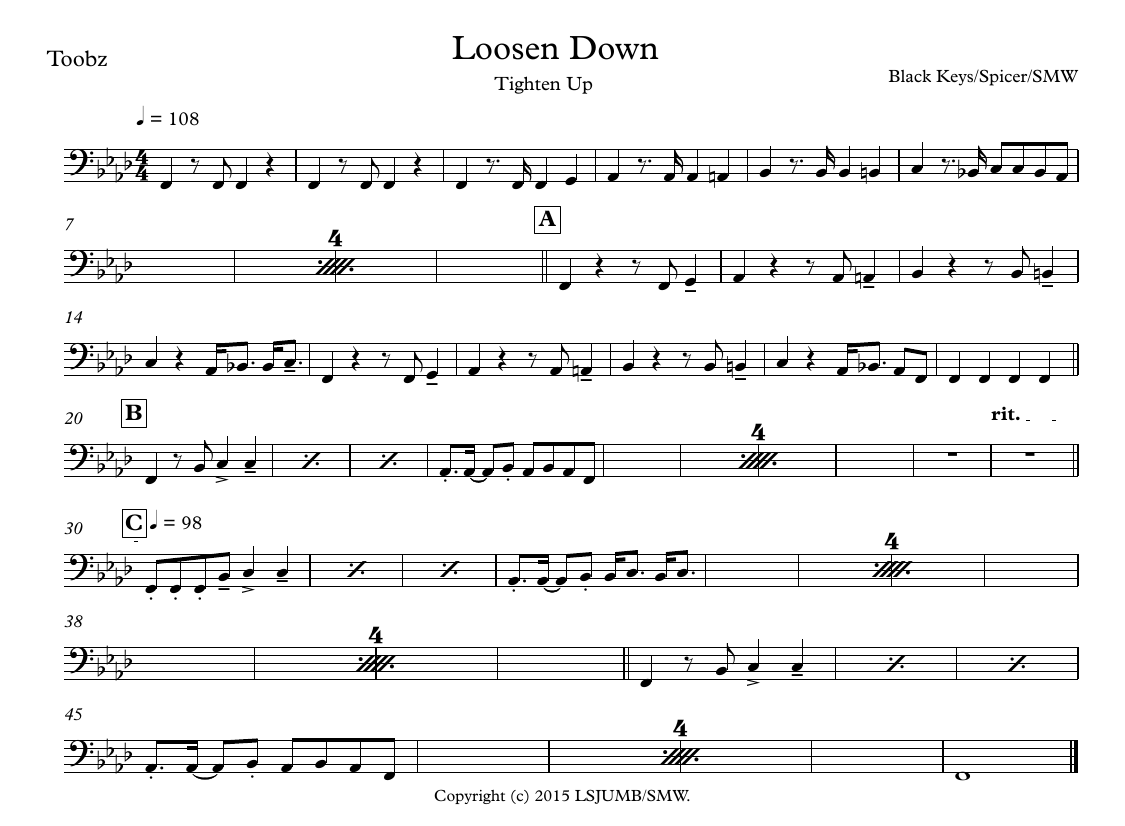 Loosen Down
Toobz
Tighten Up
Black Keys/Spicer/SMW
= 108
4
4
7
4
A
14
20
B
4
rit.
30
C = 98
4
38
4
45
4
Copyright (c) 2015 LSJUMB/SMW.